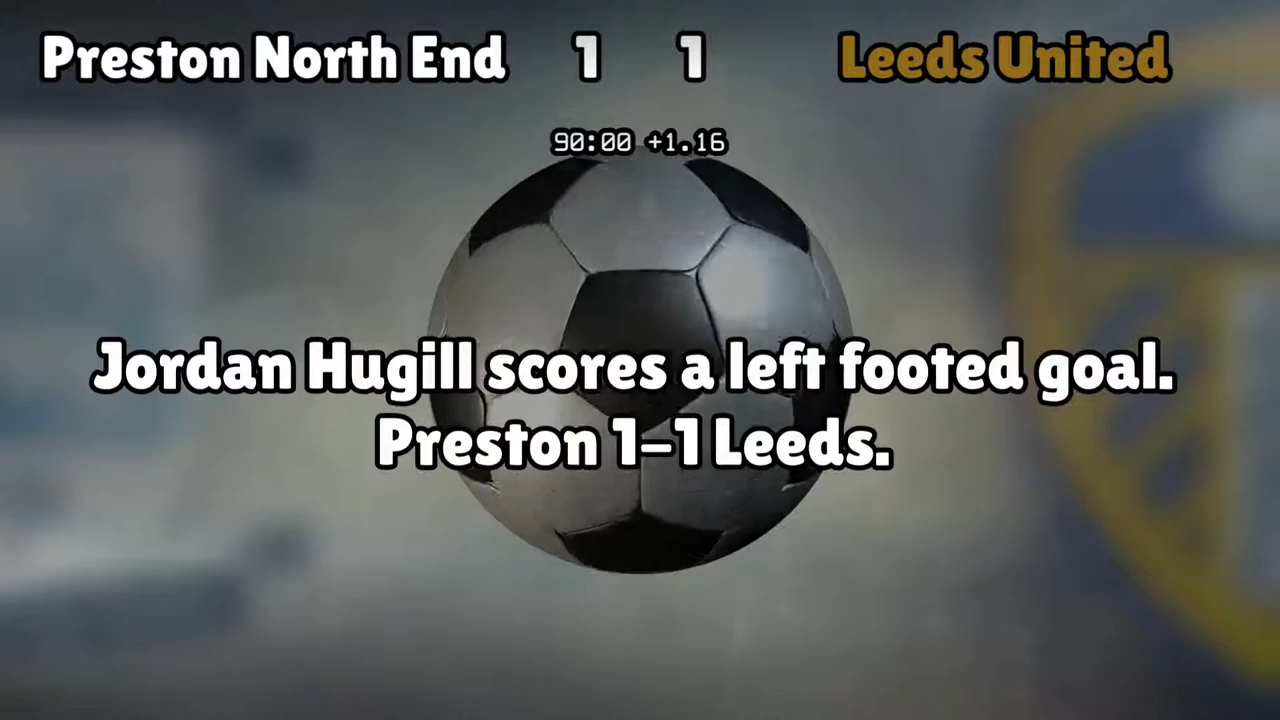 Preston North End 1 1 Leeds United
90:00 +1.16
Jordan Hugill scores a left footed goal.
Preston 1-1 Leeds.